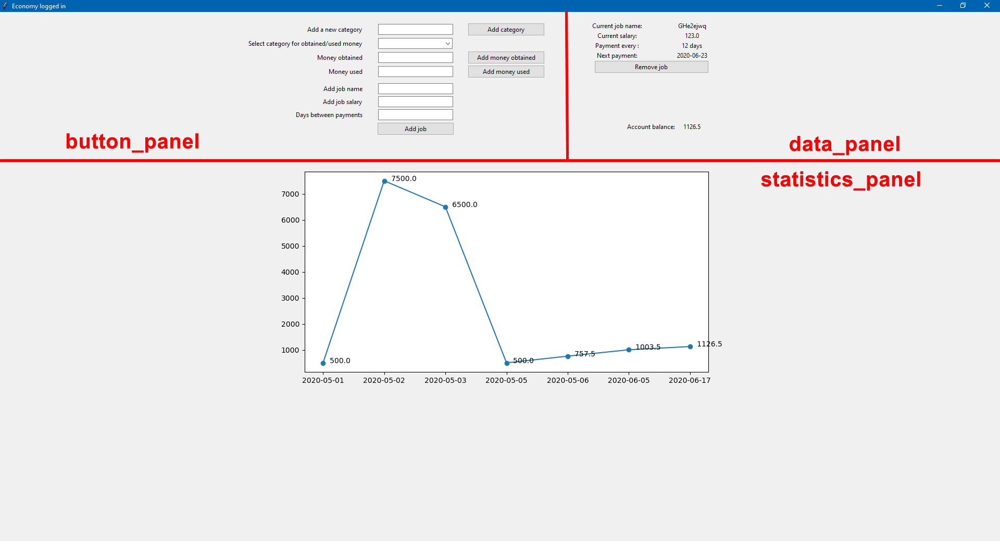 Economy logged in
Add a new category
Add category
Select category for obtained/used money
Money obtained
Add money obtained
Money used
Add money used
Add job name
Add job salary
Days between payments
Add job
button_panel
Current job name: GHe2ejwq
Current salary: 123.0
Payment every : 12 days
Next payment: 2020-06-23
Remove job
Account balance: 1126.5
data_panel
statistics_panel
7000
6000
5000
4000
3000
2000
1000
500.0
7500.0
6500.0
500.0
757.5
1003.5
1126.5
2020-05-01 2020-05-02 2020-05-03 2020-05-05 2020-05-06 2020-06-05 2020-06-17